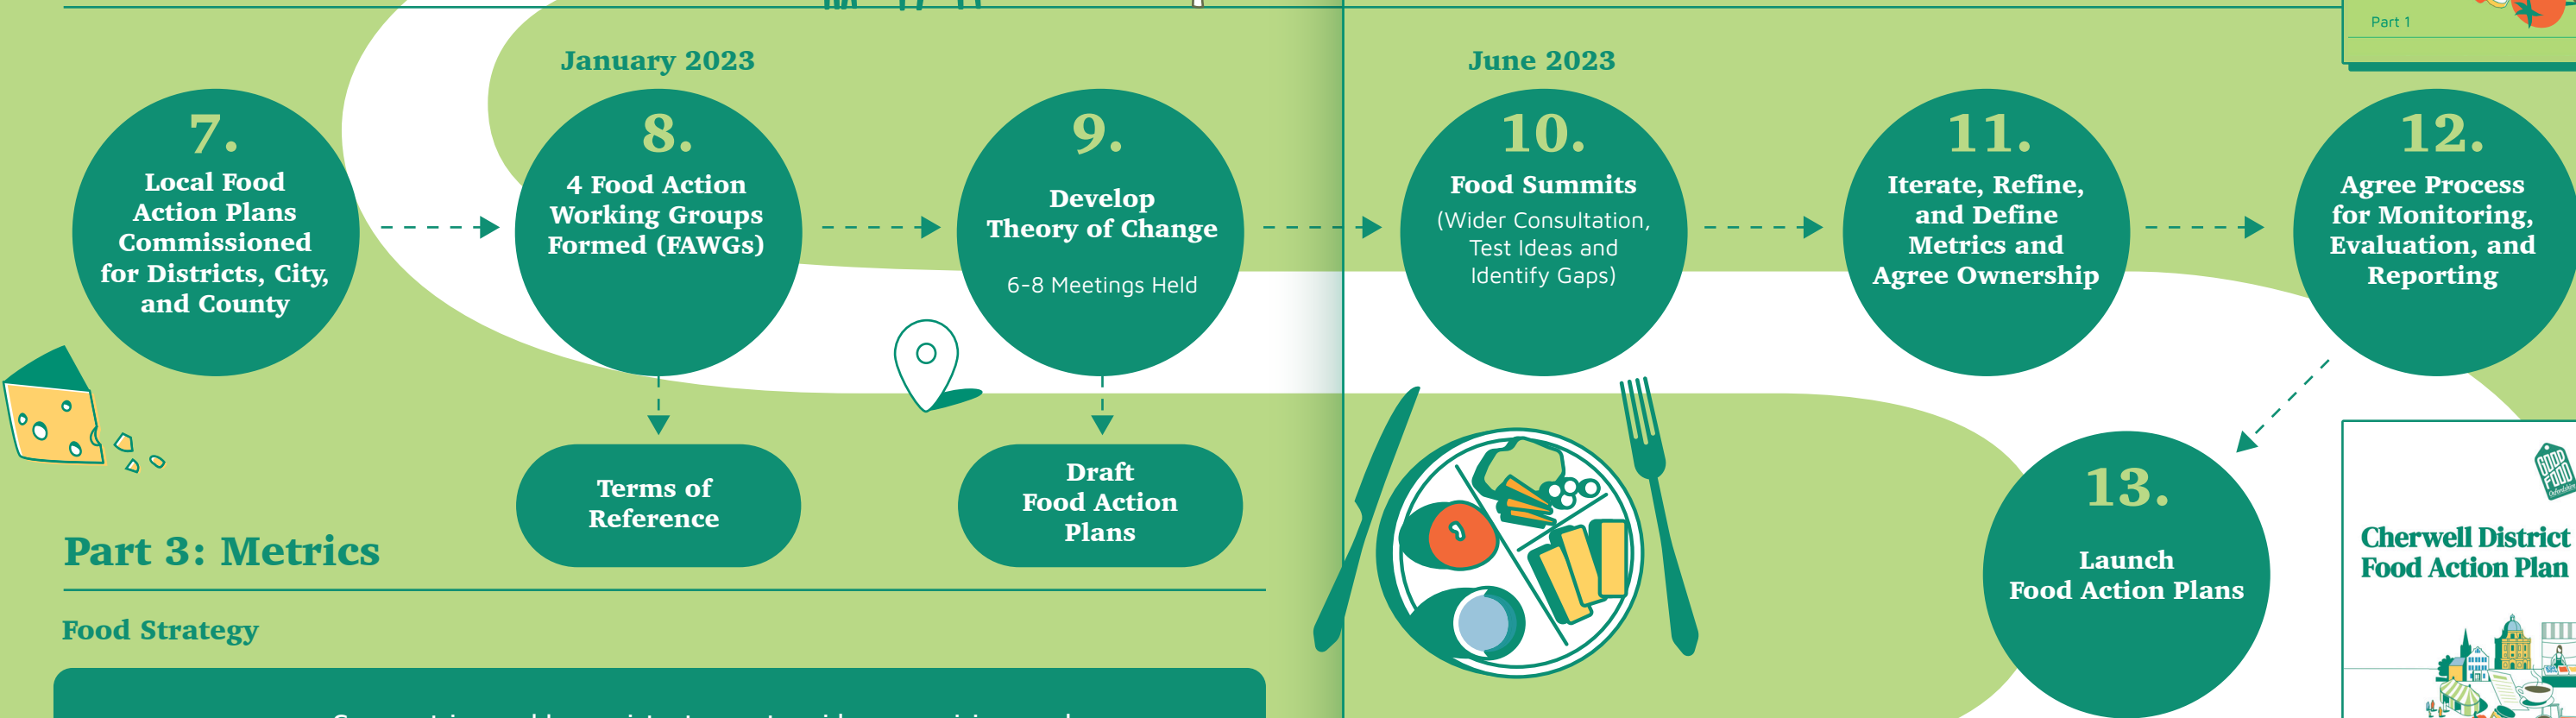 Part 1
January 2023
June 2023
7.
Local Food
Action Plans
Commissioned
for Districts, City,
and County
8.
4 Food Action
Working Groups
Formed (FAWGs)
9.
Develop
Theory of Change
6-8 Meetings Held
10.
Food Summits
(Wider Consultation,
Test Ideas and
Identify Gaps)
11.
Iterate, Refine,
and Define
Metrics and
Agree Ownership
12.
Agree Process
for Monitoring,
Evaluation, and
Reporting
Terms of
Reference
Draft
Food Action
Plans
13.
Launch
Food Action Plans
GOOD
FOOD
Oxfordshire
Cherwell District
Food Action Plan
Part 3: Metrics
Food Strategy